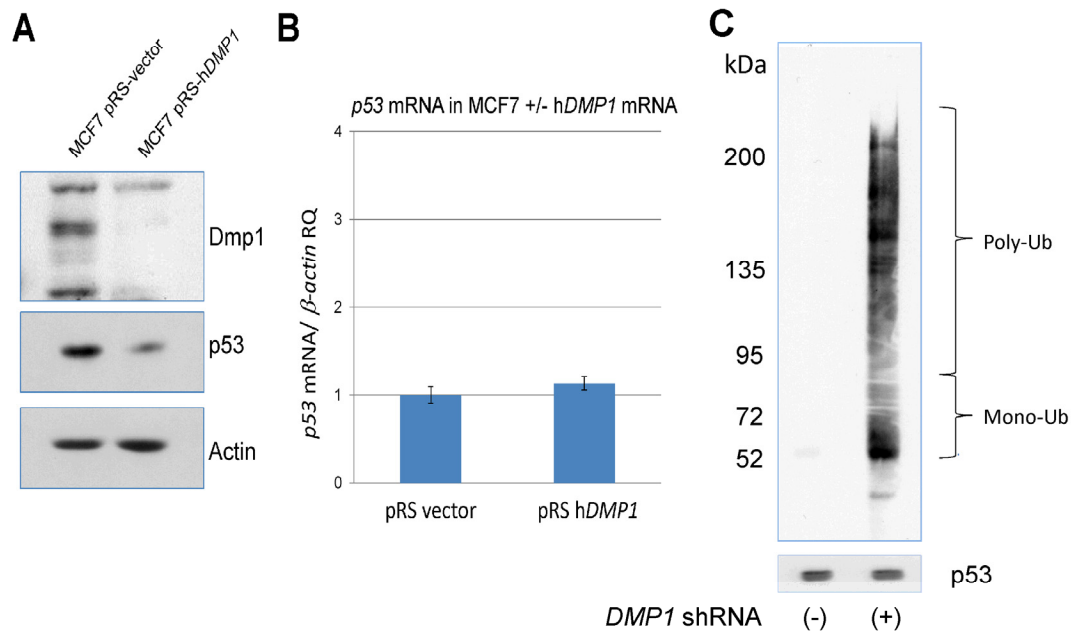 A
MCF7 pRS-vector
MCF7 pRS-hDMP1
Dmp1
p53
Actin
B
p53 mRNA in MCF7 +/- hDMP1 mRNA
p53 mRNA/ β-actin RQ
4
3
2
1
0
pRS vector
pRS hDMP1
C
kDa
200
135
95
72
52
Poly-Ub
Mono-Ub
p53
DMP1 shRNA (-) (+)